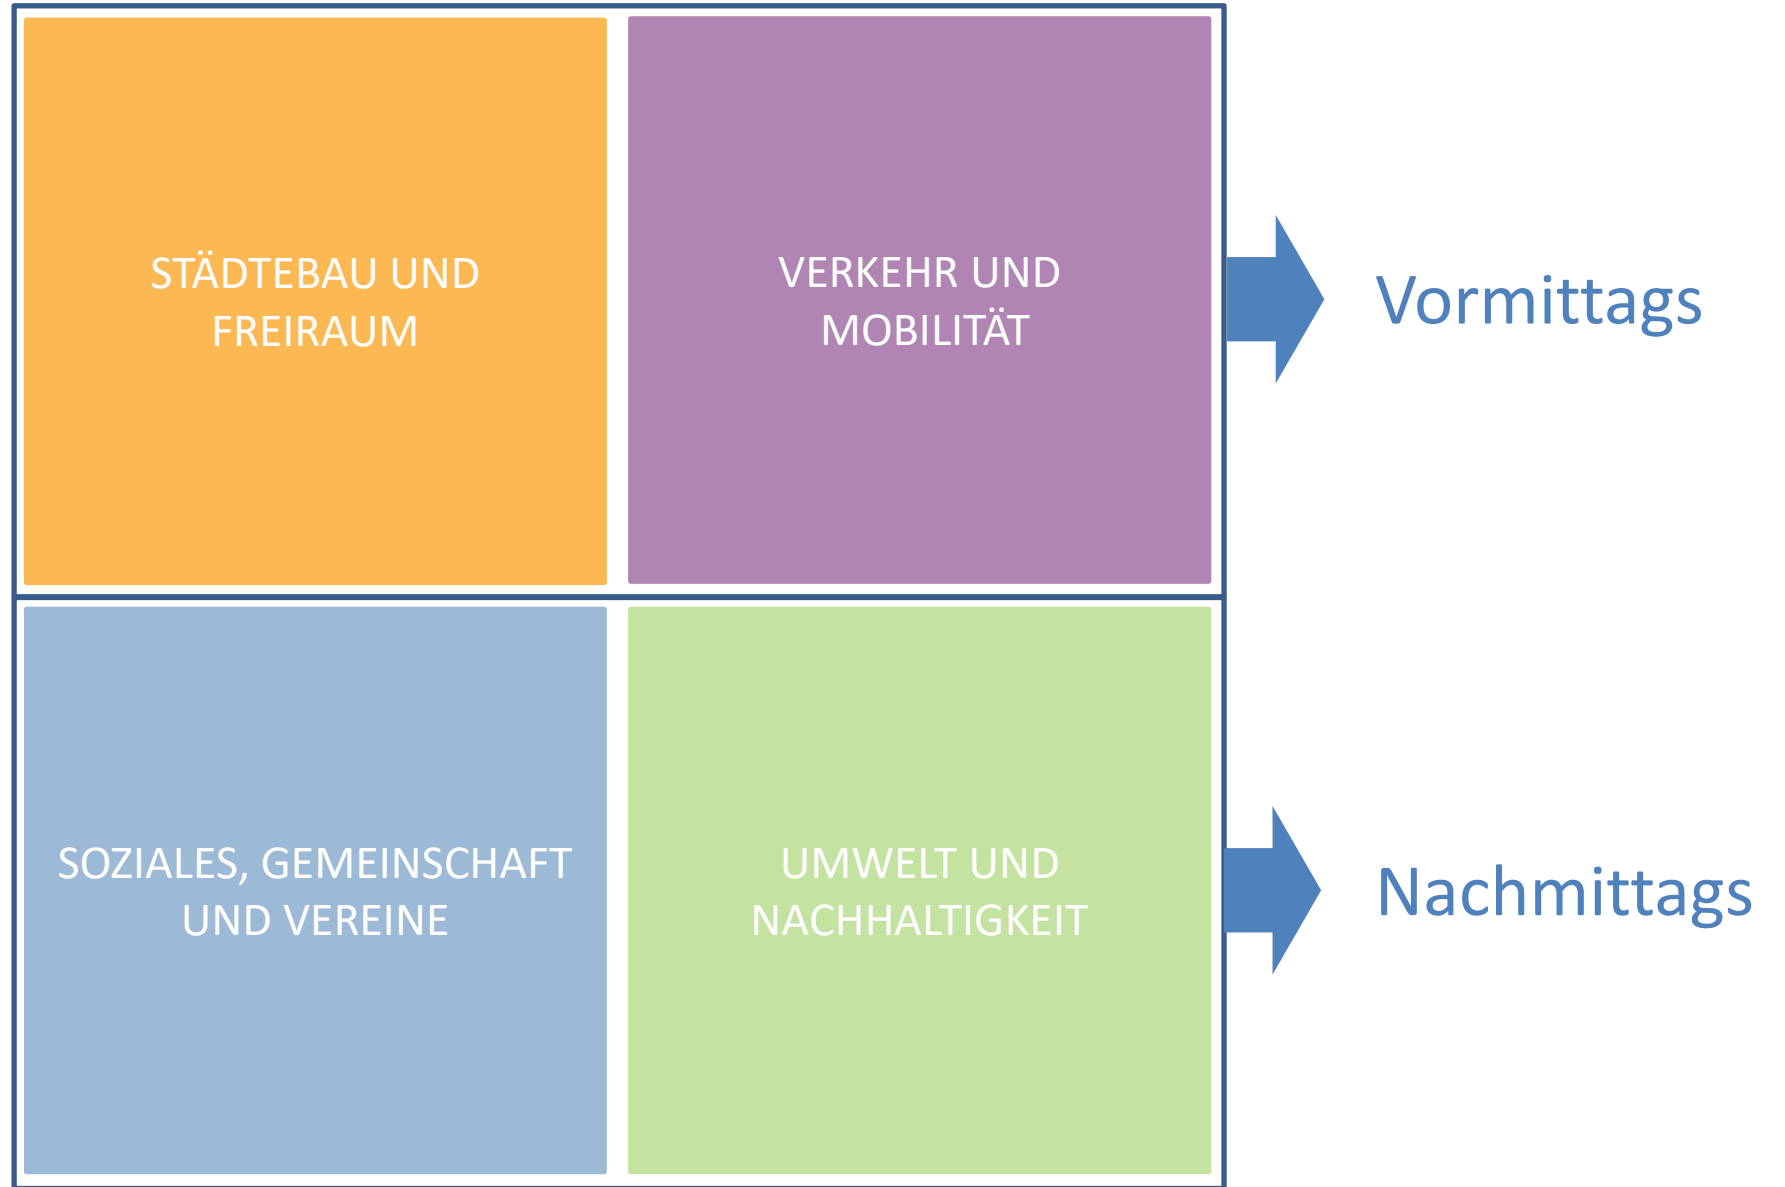 STÄDTEBAU UND
FREIRAUM
VERKEHR UND
MOBILITÄT
Vormittags
SOZIALES, GEMEINSCHAFT
UND VEREINE
UMWELT UND
NACHHALTIGKEIT
Nachmittags